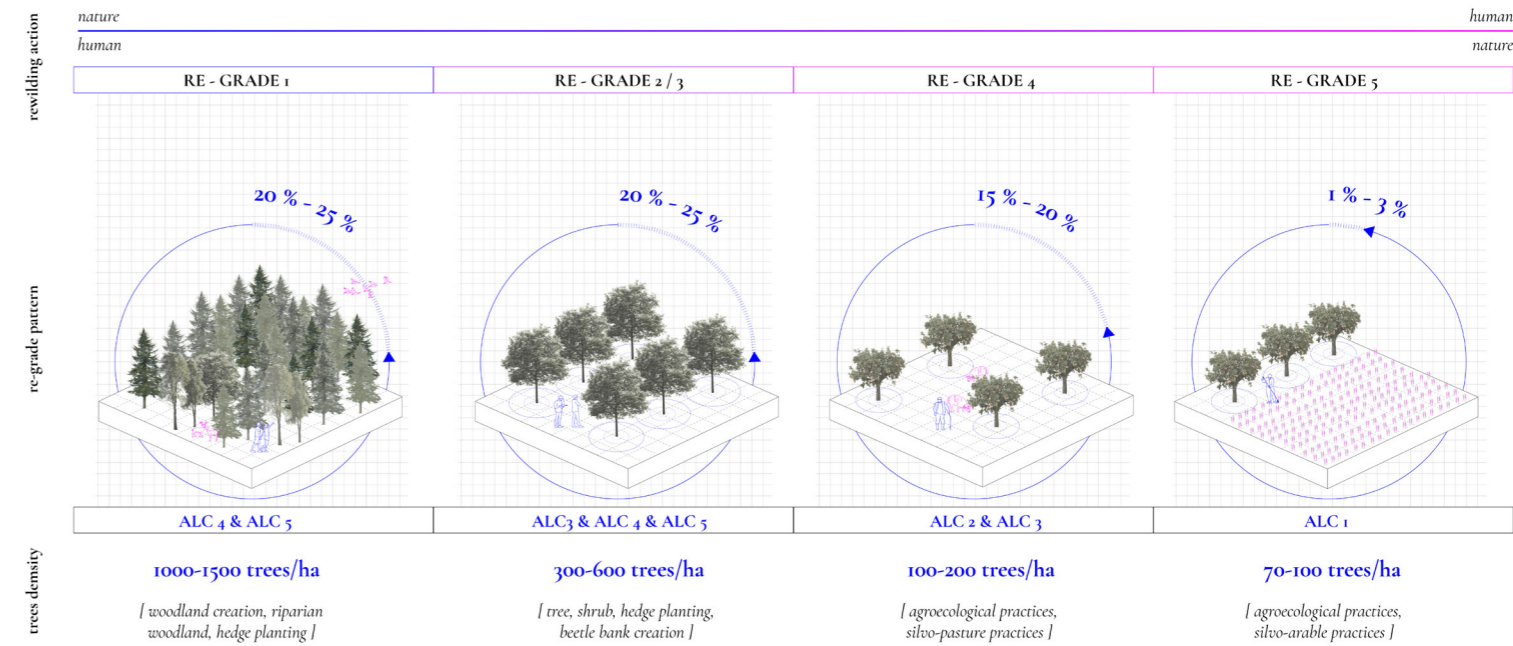 rewilding action
nature
human
human
nature
RE - GRADE 1
RE - GRADE 2 / 3
RE - GRADE 4
RE - GRADE 5
re-grade pattern
20 % - 25 %
20 % - 25 %
15 % - 20 %
1 % - 3 %
ALC 4 & ALC 5
ALC3 & ALC 4 & ALC 5
ALC 2 & ALC 3
ALC 1
trees demsity
1000-1500 trees/ha
300-600 trees/ha
100-200 trees/ha
70-100 trees/ha
[ woodland creation, riparian
woodland, hedge planting ]
[ tree, shrub, hedge planting,
beetle bank creation ]
[ agroecological practices,
silvo-pasture practices ]
[ agroecological practices,
silvo-arable practices ]